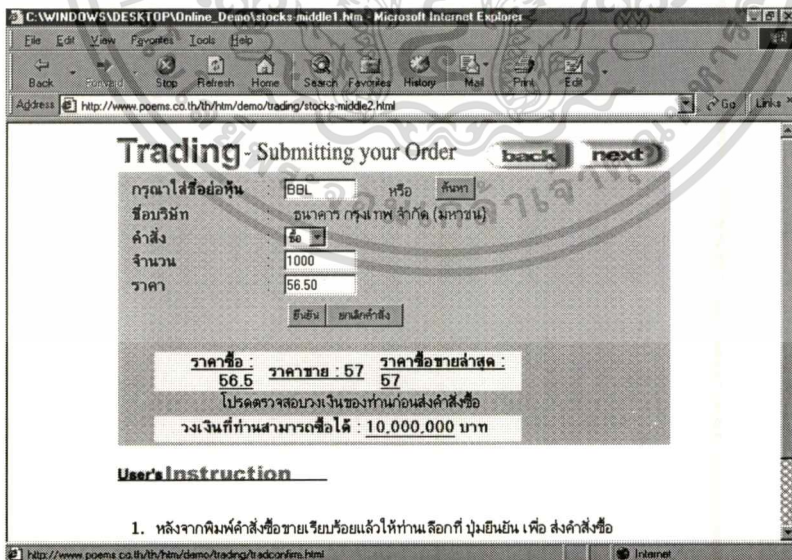 C:\WINDOWS\DESKTOP\Online_Demo\stocks-middle1.htm - Microsoft Internet Explorer
File Edit View Favorites Tools Help
Back Forward Stop Refresh Home Search Favorites History Mail Print Edit
Address http://www.poems.co.th/th/htm/demo/trading/stocks-middle2.html Go Links
Trading - Submitting your Order back next
กรุณาใส่ชื่อย่อหุ้น : BBL หรือ ค้นหา
ชื่อบริษัท : ธนาคาร กรุงเทพ จำกัด (มหาชน)
คำสั่ง : ซื้อ
จำนวน : 1000
ราคา : 56.50
ยืนยัน ยกเลิกคำสั่ง
ราคาซื้อ : 56.5 ราคาขาย : 57 ราคาซื้อขายล่าสุด : 57
โปรดตรวจสอบวงเงินของท่านก่อนส่งคำสั่งซื้อ
วงเงินที่ท่านสามารถซื้อได้ : 10,000,000 บาท
User's Instruction
1. หลังจากพิมพ์คำสั่งซื้อขายเรียบร้อยแล้วให้ท่านเลือกที่ ปุ่มยืนยัน เพื่อ ส่งคำสั่งซื้อ
http://www.poems.co.th/th/htm/demo/trading/tradconfirm.html Internet